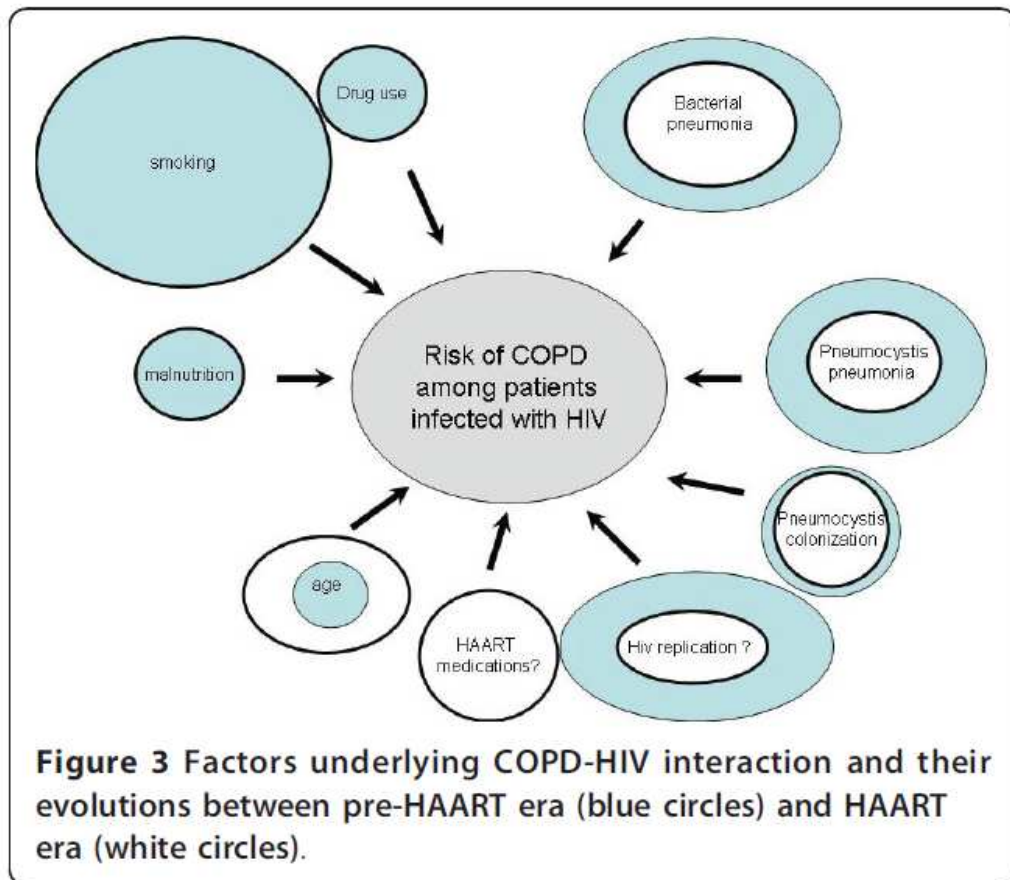 smoking
Drug use
Bacterial
pneumonia
malnutrition
Risk of COPD
among patients
infected with HIV
Pneumocystis
pneumonia
Pneumocystis
colonization
age
HAART
medications?
Hiv replication ?
Figure 3 Factors underlying COPD-HIV interaction and their
evolutions between pre-HAART era (blue circles) and HAART
era (white circles).